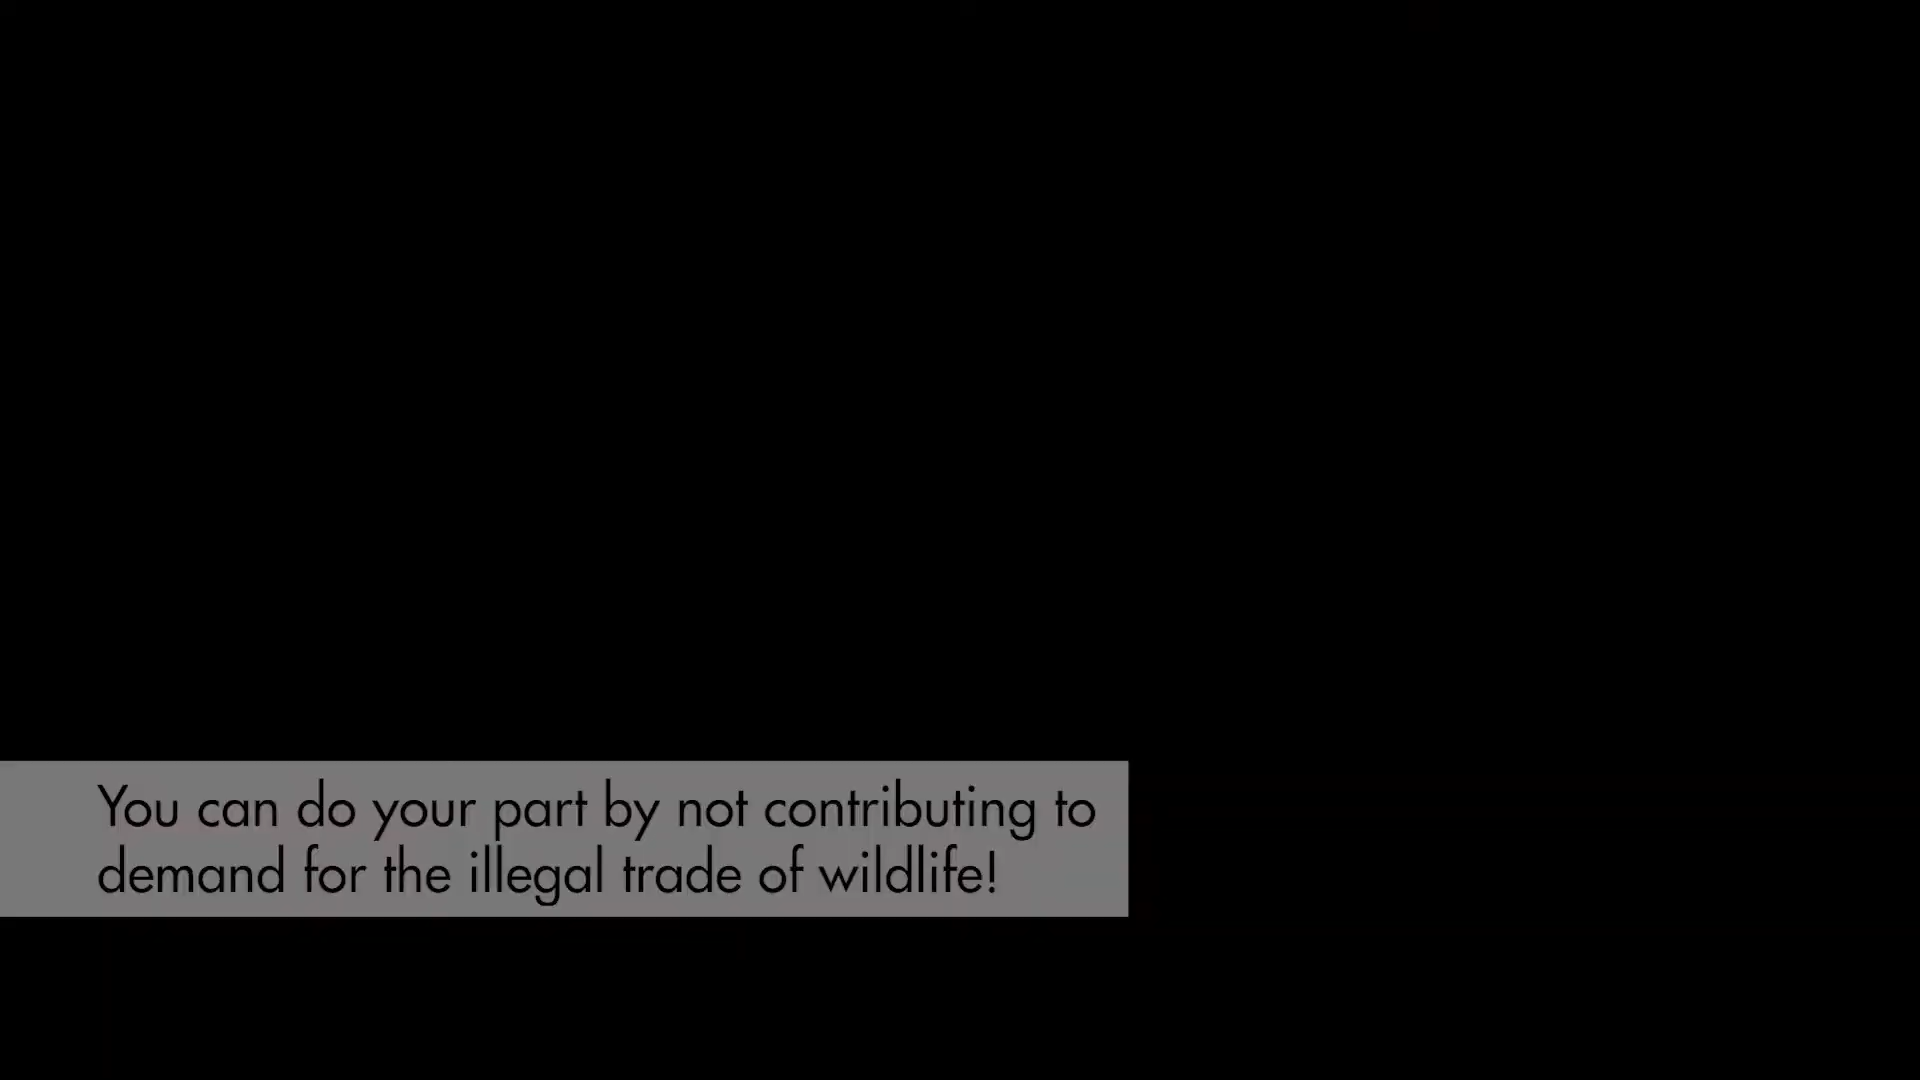 You can do your part by not contributing to
demand for the illegal trade of wildlife!